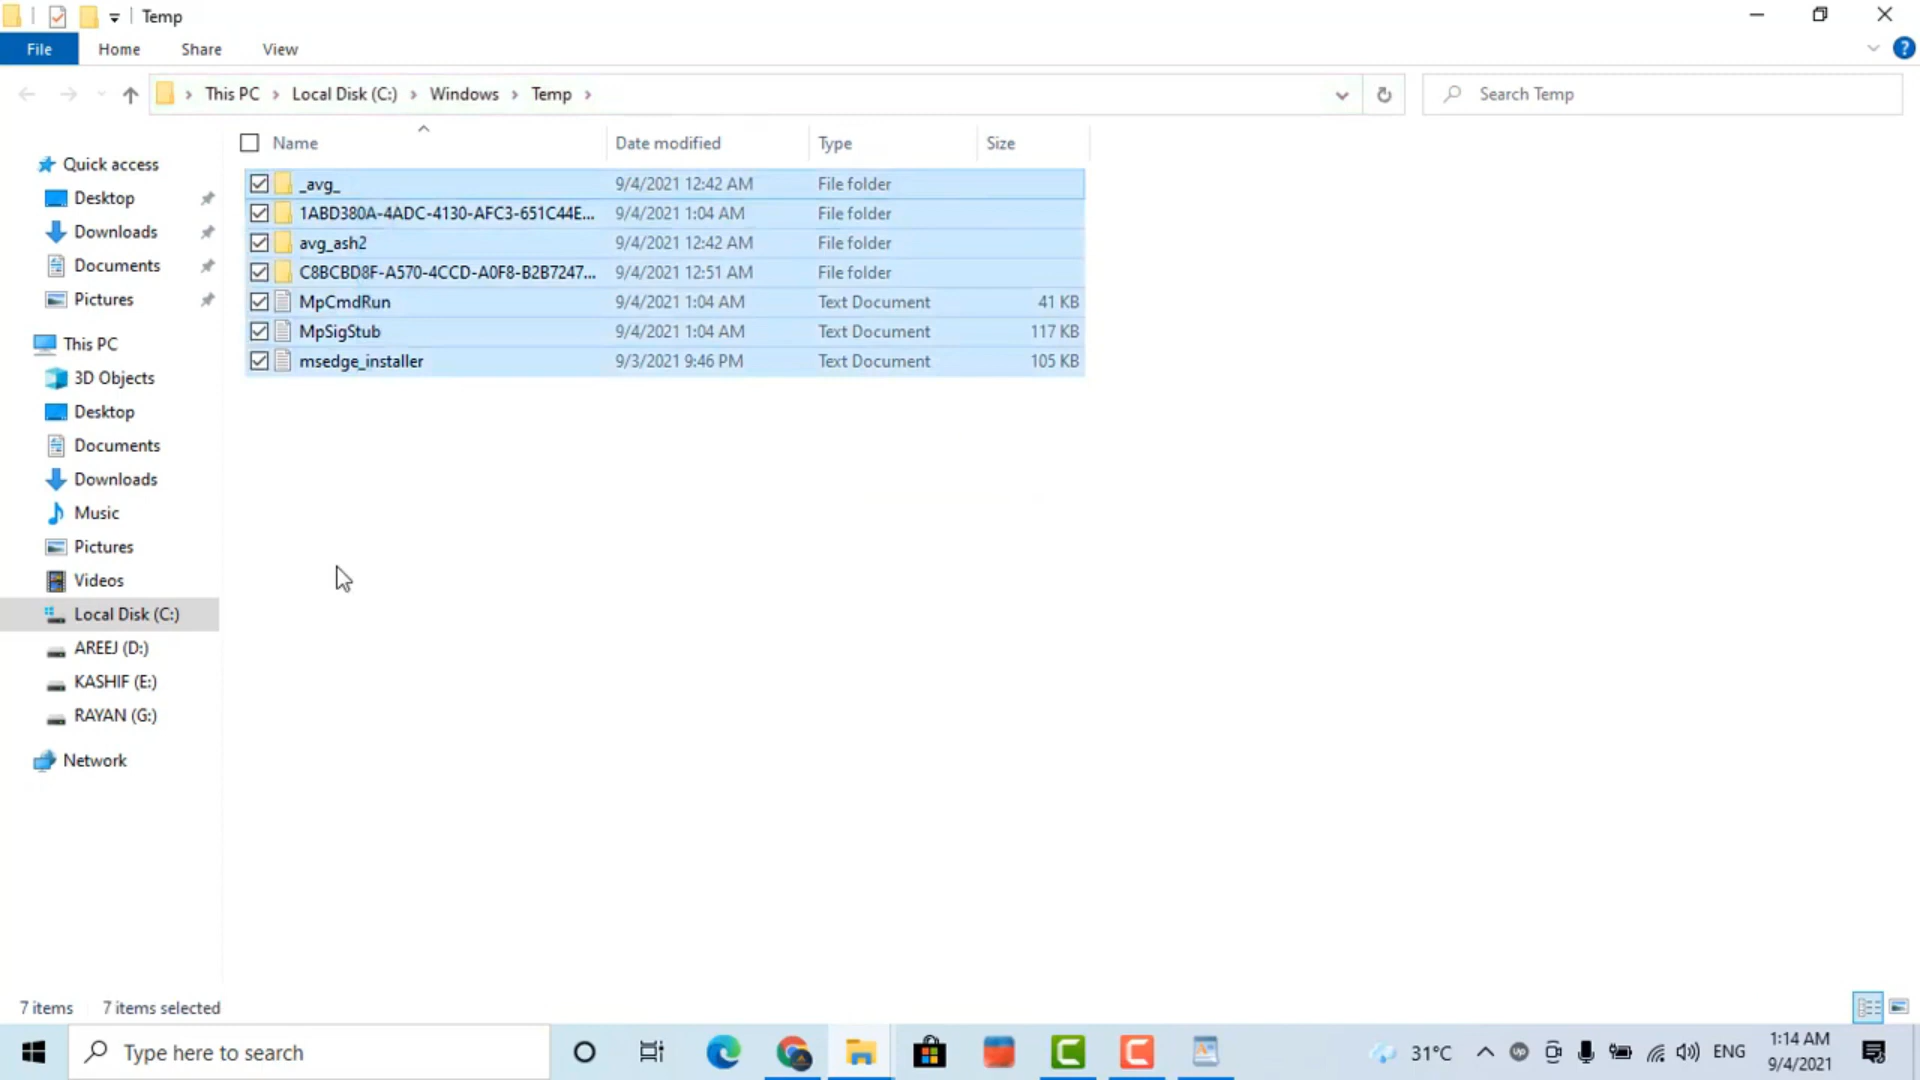 Temp
File Home Share View
This PC Local Disk (C:) Windows Temp
Search Temp
Name Date modified Type Size
_avg_ 9/4/2021 12:42 AM File folder
1ABD380A-4ADC-4130-AFC3-651C44E... 9/4/2021 1:04 AM File folder
avg_ash2 9/4/2021 12:42 AM File folder
C8BCBD8F-A570-4CCD-A0F8-B2B7247... 9/4/2021 12:51 AM File folder
MpCmdRun 9/4/2021 1:04 AM Text Document 41 KB
MpSigStub 9/4/2021 1:04 AM Text Document 117 KB
msedge_installer 9/3/2021 9:46 PM Text Document 105 KB
Quick access
Desktop
Downloads
Documents
Pictures
This PC
3D Objects
Desktop
Documents
Downloads
Music
Pictures
Videos
Local Disk (C:)
AREEJ (D:)
KASHIF (E:)
RAYAN (G:)
Network
7 items 7 items selected
Type here to search
31°C
ENG
1:14 AM
9/4/2021